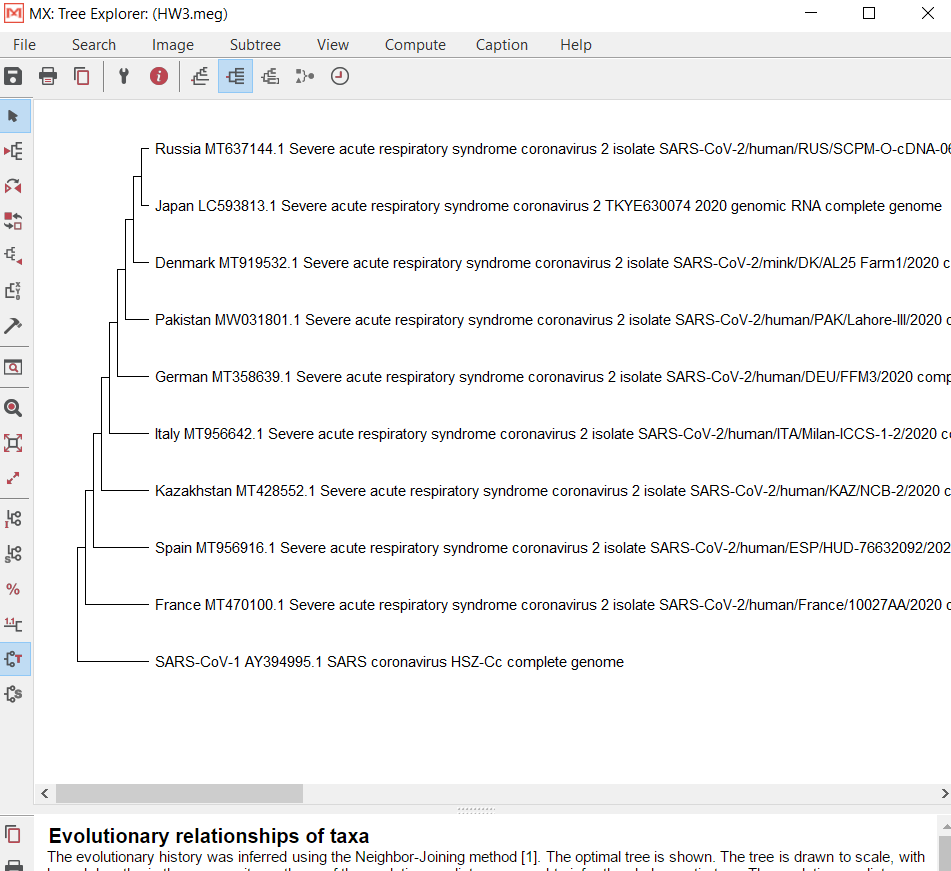 MX: Tree Explorer: (HW3.meg)
File Search Image Subtree View Compute Caption Help
Russia MT637144.1 Severe acute respiratory syndrome coronavirus 2 isolate SARS-CoV-2/human/RUS/SCPM-O-cDNA-06
Japan LC593813.1 Severe acute respiratory syndrome coronavirus 2 TKYE630074 2020 genomic RNA complete genome
Denmark MT919532.1 Severe acute respiratory syndrome coronavirus 2 isolate SARS-CoV-2/mink/DK/AL25 Farm1/2020 c
Pakistan MW031801.1 Severe acute respiratory syndrome coronavirus 2 isolate SARS-CoV-2/human/PAK/Lahore-III/2020 c
German MT358639.1 Severe acute respiratory syndrome coronavirus 2 isolate SARS-CoV-2/human/DEU/FFM3/2020 comp
Italy MT956642.1 Severe acute respiratory syndrome coronavirus 2 isolate SARS-CoV-2/human/ITA/Milan-ICCS-1-2/2020 c
Kazakhstan MT428552.1 Severe acute respiratory syndrome coronavirus 2 isolate SARS-CoV-2/human/KAZ/NCB-2/2020 c
Spain MT956916.1 Severe acute respiratory syndrome coronavirus 2 isolate SARS-CoV-2/human/ESP/HUD-76632092/202
France MT470100.1 Severe acute respiratory syndrome coronavirus 2 isolate SARS-CoV-2/human/France/10027AA/2020 c
SARS-CoV-1 AY394995.1 SARS coronavirus HSZ-Cc complete genome
Evolutionary relationships of taxa
The evolutionary history was inferred using the Neighbor-Joining method [1]. The optimal tree is shown. The tree is drawn to scale, with